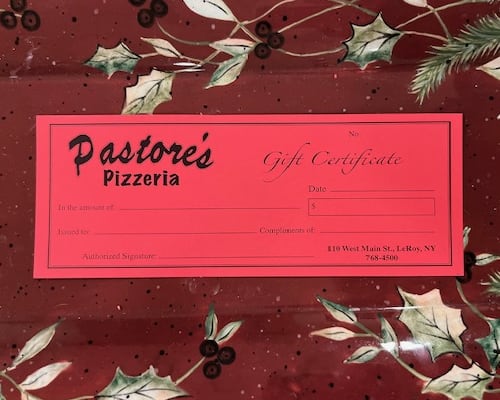 Pastore's
Pizzeria
No.
Gift Certificate
Date
In the amount of:
$
Issued to:
Compliments of:
Authorized Signature:
110 West Main St., LeRoy, NY
768-4500